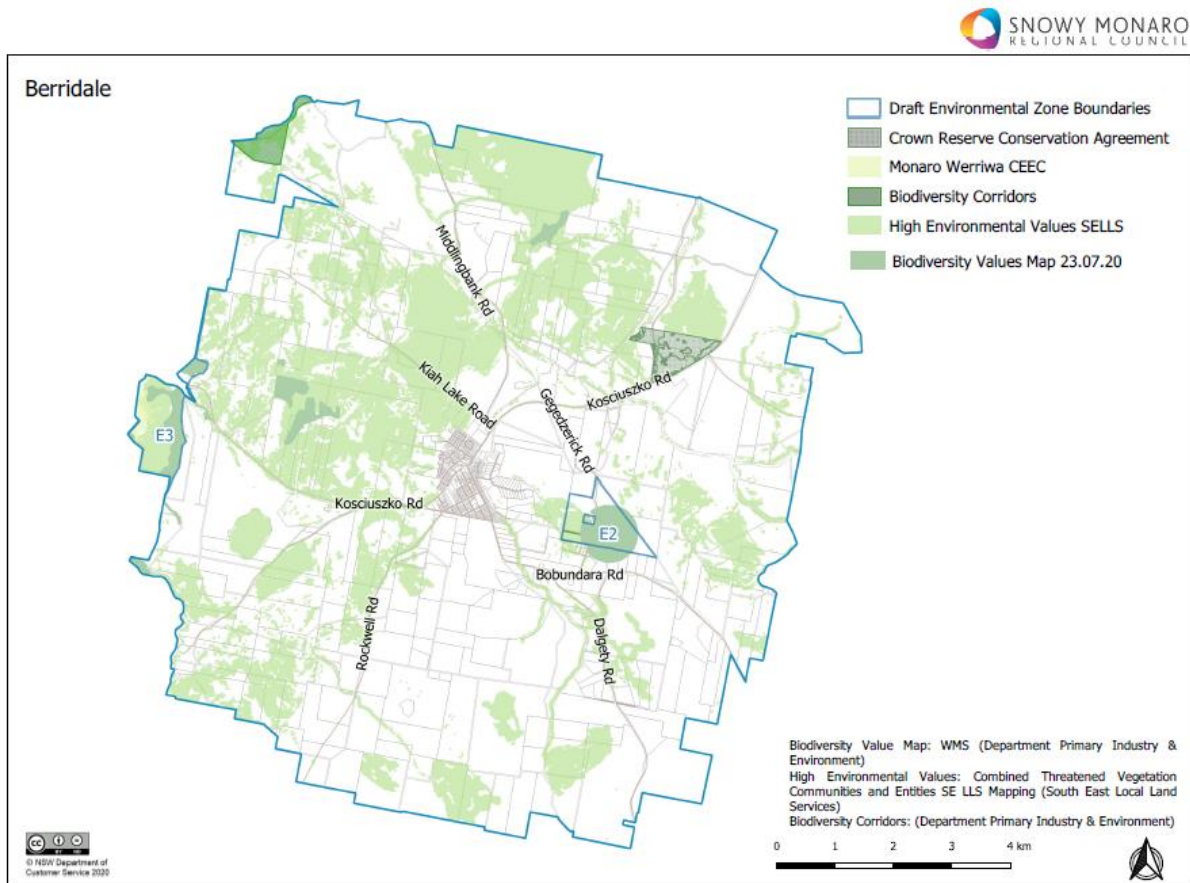 SNOWY MONARO
REGIONAL COUNCIL
Berridale
Draft Environmental Zone Boundaries
Crown Reserve Conservation Agreement
Monaro Werriwa CEEC
Biodiversity Corridors
High Environmental Values SELLS
Biodiversity Values Map 23.07.20
Middlingbank Rd
Kiah Lake Road
Kosciuszko Rd
Gegedzerick Rd
E3
Kosciuszko Rd
E2
Bobundara Rd
Rockwell Rd
Dalgety Rd
Biodiversity Value Map: WMS (Department Primary Industry &
Environment)
High Environmental Values: Combined Threatened Vegetation
Communities and Entities SE LLS Mapping (South East Local Land
Services)
Biodiversity Corridors: (Department Primary Industry & Environment)
0 1 2 3 4 km
cc
BY ND
© NSW Department of
Customer Service 2020